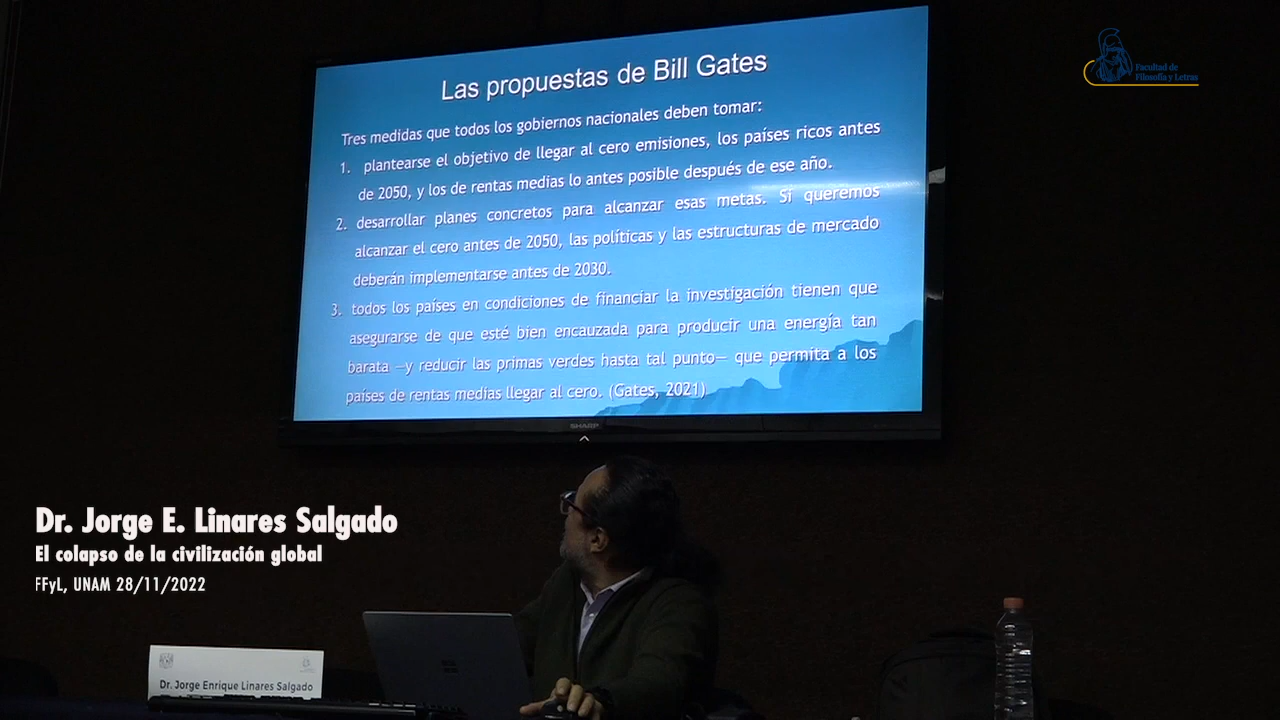 Facultad de
Filosofía y Letras
Las propuestas de Bill Gates
Tres medidas que todos los gobiernos nacionales deben tomar:
1. plantearse el objetivo de llegar al cero emisiones, los países ricos antes
de 2050, y los de rentas medias lo antes posible después de ese año.
2. desarrollar planes concretos para alcanzar esas metas. Si queremos
alcanzar el cero antes de 2050, las políticas y las estructuras de mercado
deberán implementarse antes de 2030.
3. todos los países en condiciones de financiar la investigación tienen que
asegurarse de que esté bien encauzada para producir una energía tan
barata —y reducir las primas verdes hasta tal punto— que permita a los
países de rentas medias llegar al cero. (Gates, 2021)
SHARP
Dr. Jorge E. Linares Salgado
El colapso de la civilización global
FFyL, UNAM 28/11/2022
Dr. Jorge Enrique Linares Salgado